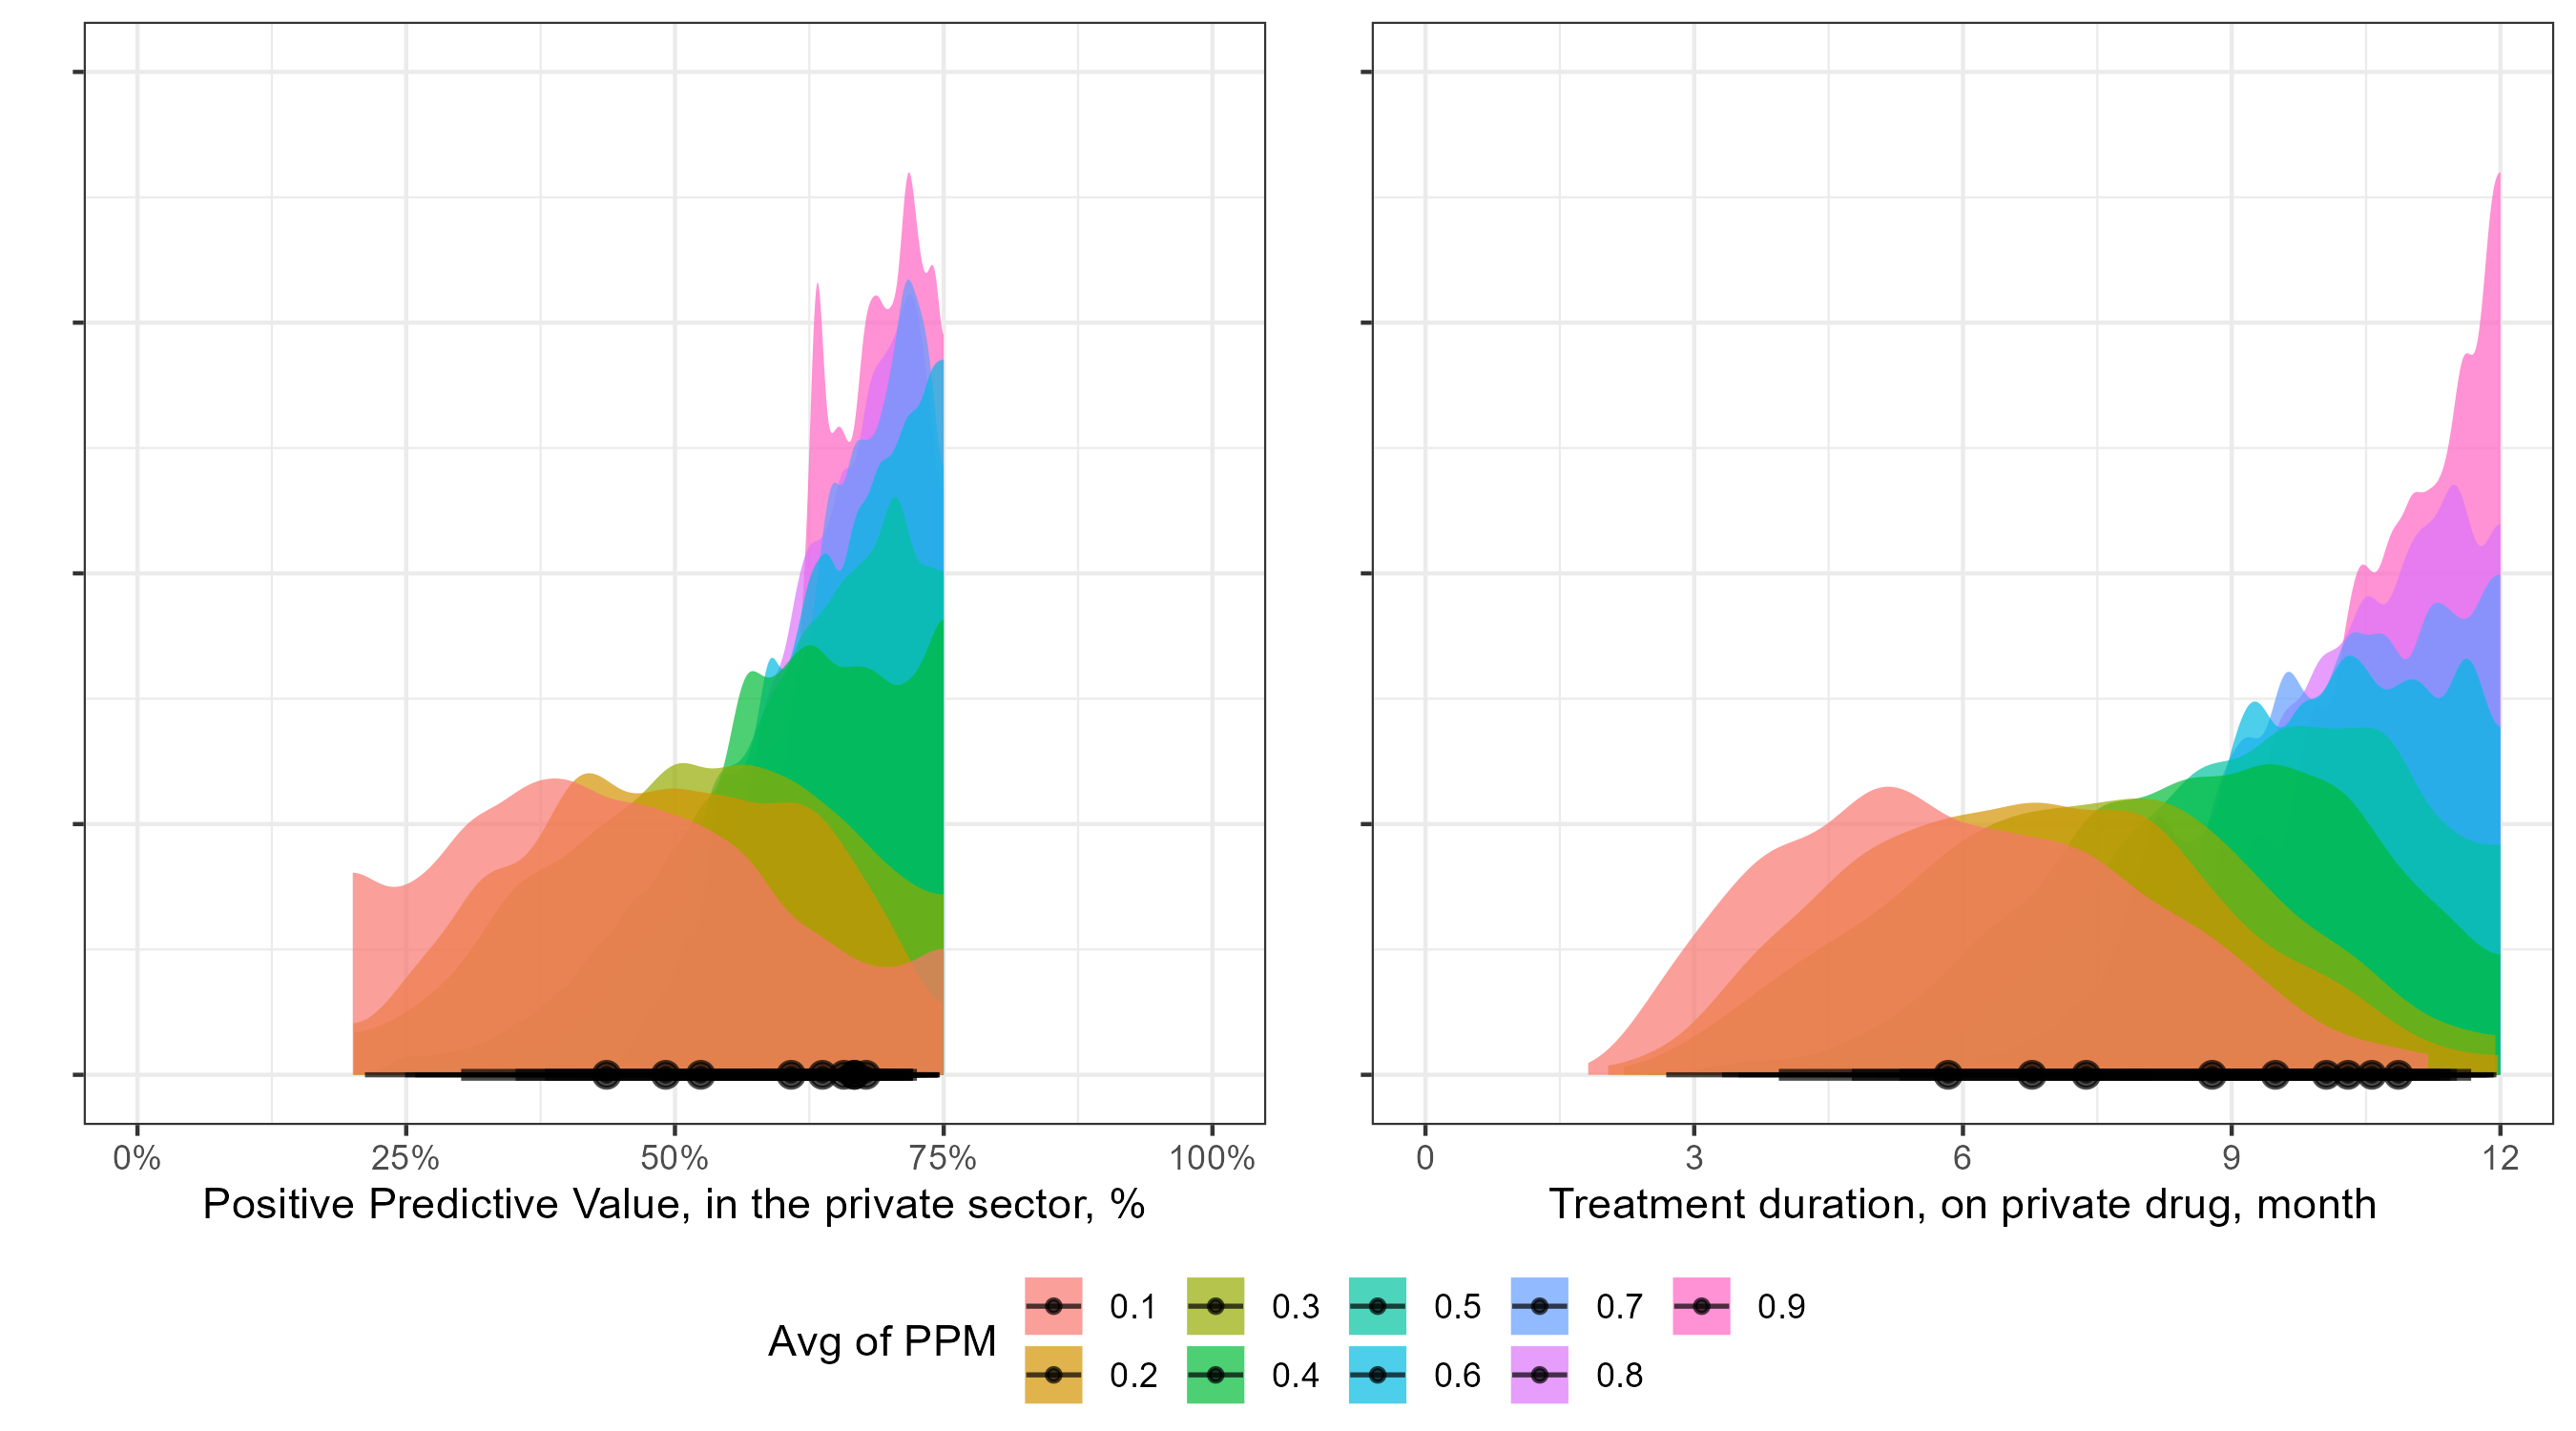 0% 25% 50% 75% 100%
Positive Predictive Value, in the private sector, %
0 3 6 9 12
Treatment duration, on private drug, month
Avg of PPM
0.1 0.3 0.5 0.7 0.9
0.2 0.4 0.6 0.8